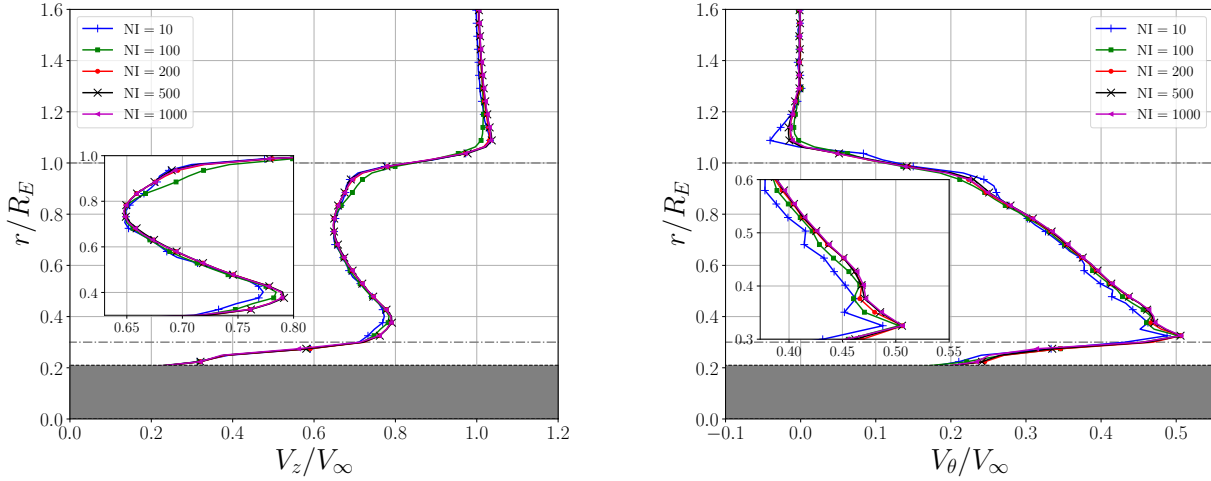 NI = 10
NI = 100
NI = 200
NI = 500
NI = 1000
1.6
1.4
1.2
1.0
0.8
0.6
0.4
0.2
0.0
r/R_E
1.0
0.8
0.6
0.4
0.65 0.70 0.75 0.80
0.0 0.2 0.4 0.6 0.8 1.0 1.2
V_z/V_∞
NI = 10
NI = 100
NI = 200
NI = 500
NI = 1000
1.6
1.4
1.2
1.0
0.8
0.6
0.4
0.2
0.0
r/R_E
0.6
0.5
0.4
0.3
0.40 0.45 0.50 0.55
−0.1 0.0 0.1 0.2 0.3 0.4 0.5
V_θ/V_∞